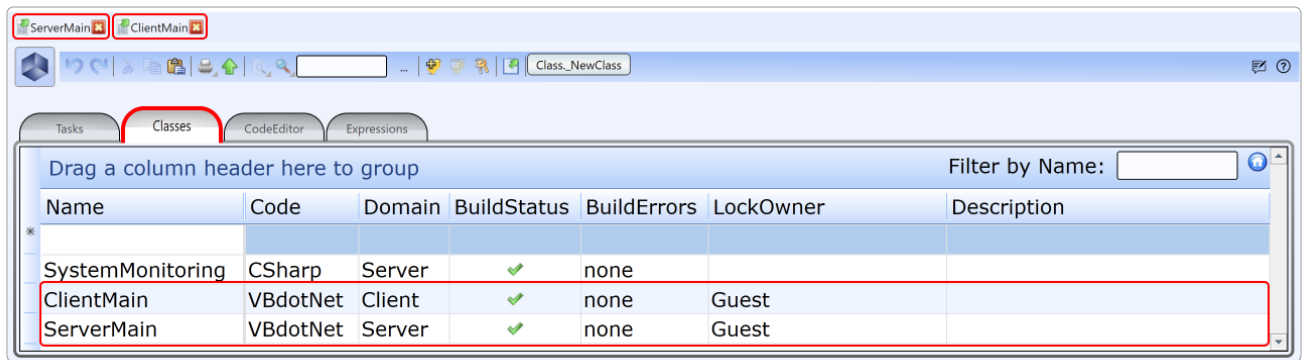 ServerMain ClientMain
... Class._NewClass
Tasks Classes CodeEditor Expressions
Drag a column header here to group Filter by Name:
Name Code Domain BuildStatus BuildErrors LockOwner Description
SystemMonitoring CSharp Server none
ClientMain VBdotNet Client none Guest
ServerMain VBdotNet Server none Guest